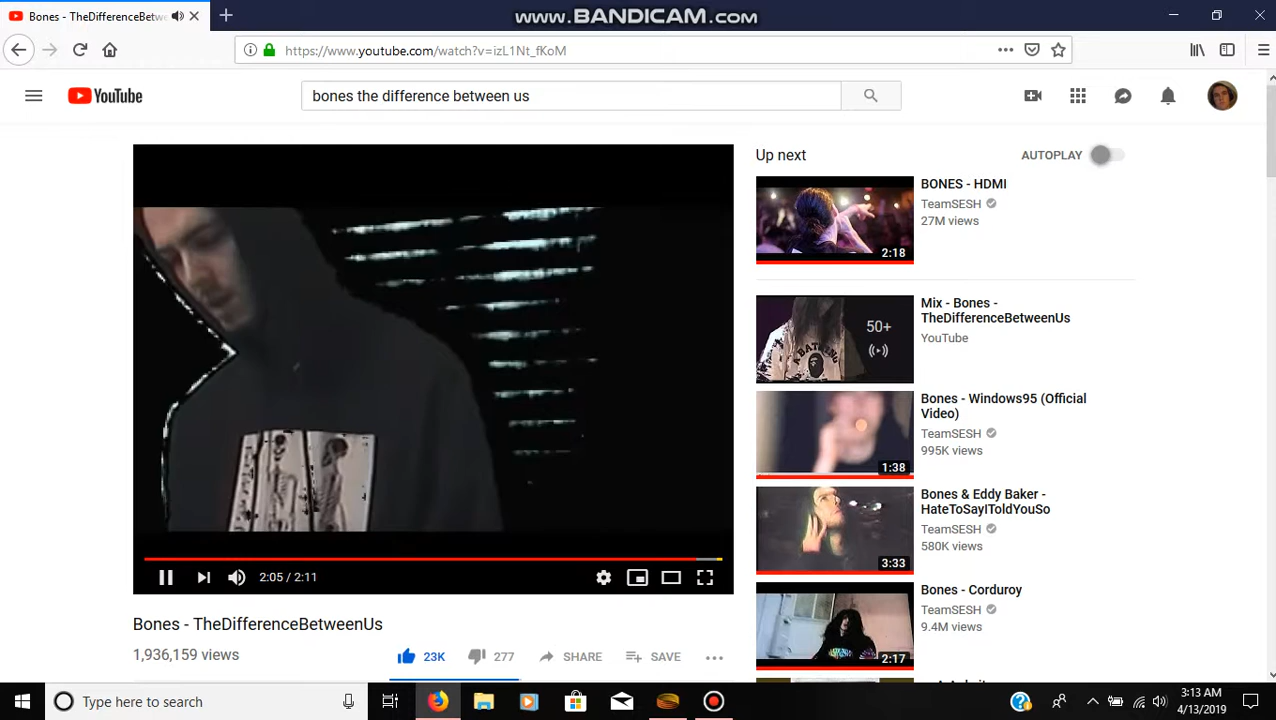 Bones - TheDifferenceBetwe
www.BANDICAM.com
https://www.youtube.com/watch?v=izL1Nt_fKoM
YouTube
bones the difference between us
Up next
AUTOPLAY
BONES - HDMI
TeamSESH
27M views
2:18
Mix - Bones -
TheDifferenceBetweenUs
YouTube
50+
Bones - Windows95 (Official
Video)
TeamSESH
995K views
1:38
Bones & Eddy Baker -
HateToSayIToldYouSo
TeamSESH
580K views
3:33
Bones - Corduroy
TeamSESH
9.4M views
2:17
2:05 / 2:11
Bones - TheDifferenceBetweenUs
1,936,159 views
23K
277
SHARE
SAVE
Type here to search
3:13 AM
4/13/2019